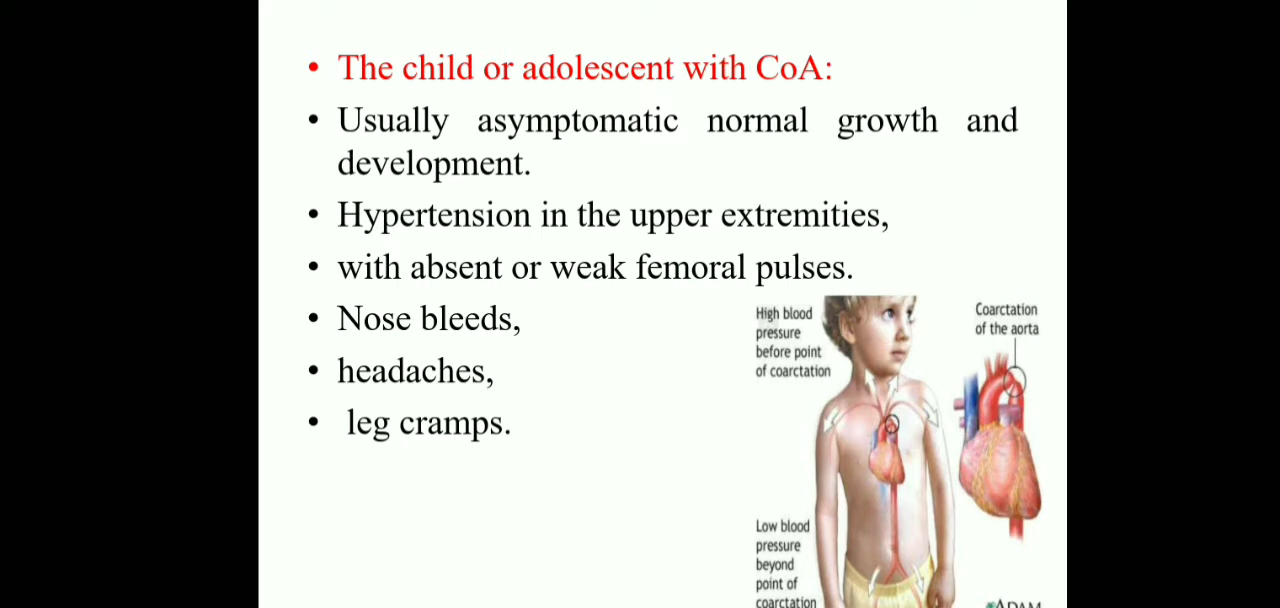 • The child or adolescent with CoA:
• Usually asymptomatic normal growth and
development.
• Hypertension in the upper extremities,
• with absent or weak femoral pulses.
• Nose bleeds,
• headaches,
• leg cramps.
High blood
pressure
before point
of coarctation
Coarctation
of the aorta
Low blood
pressure
beyond
point of
coarctation
ADAM